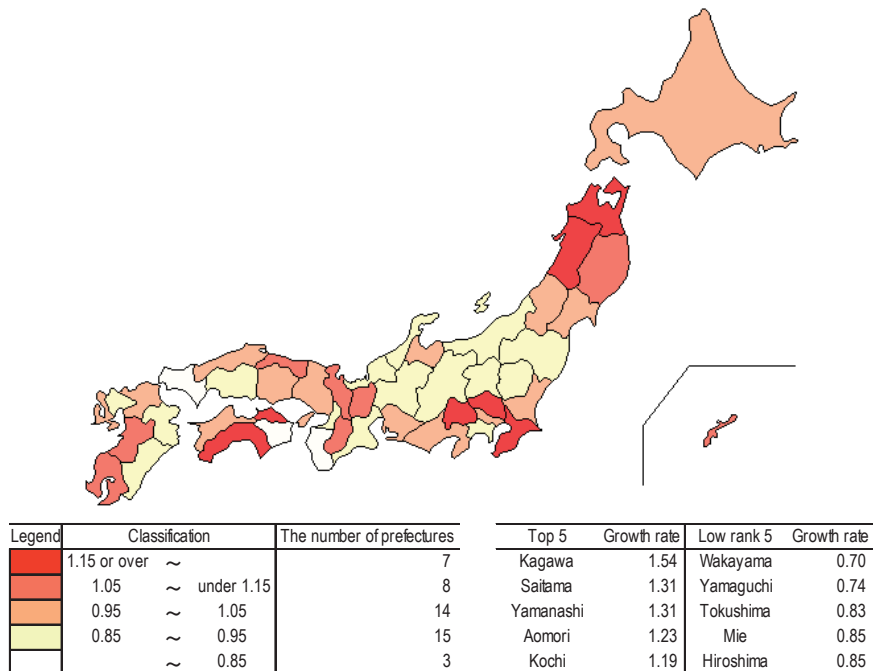 Legend Classification The number of prefectures Top 5 Growth rate Low rank 5 Growth rate
1.15 or over ~ 7 Kagawa 1.54 Wakayama 0.70
1.05 ~ under 1.15 8 Saitama 1.31 Yamaguchi 0.74
0.95 ~ 1.05 14 Yamanashi 1.31 Tokushima 0.83
0.85 ~ 0.95 15 Aomori 1.23 Mie 0.85
~ 0.85 3 Kochi 1.19 Hiroshima 0.85